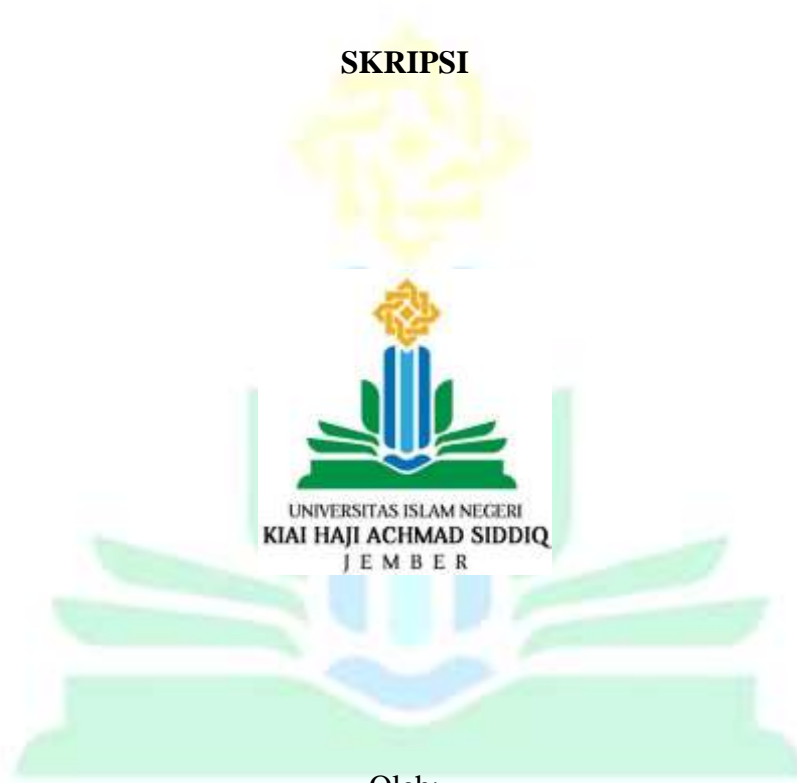 SKRIPSI
UNIVERSITAS ISLAM NEGERI
KIAI HAJI ACHMAD SIDDIQ
JEMBER
Oleh: